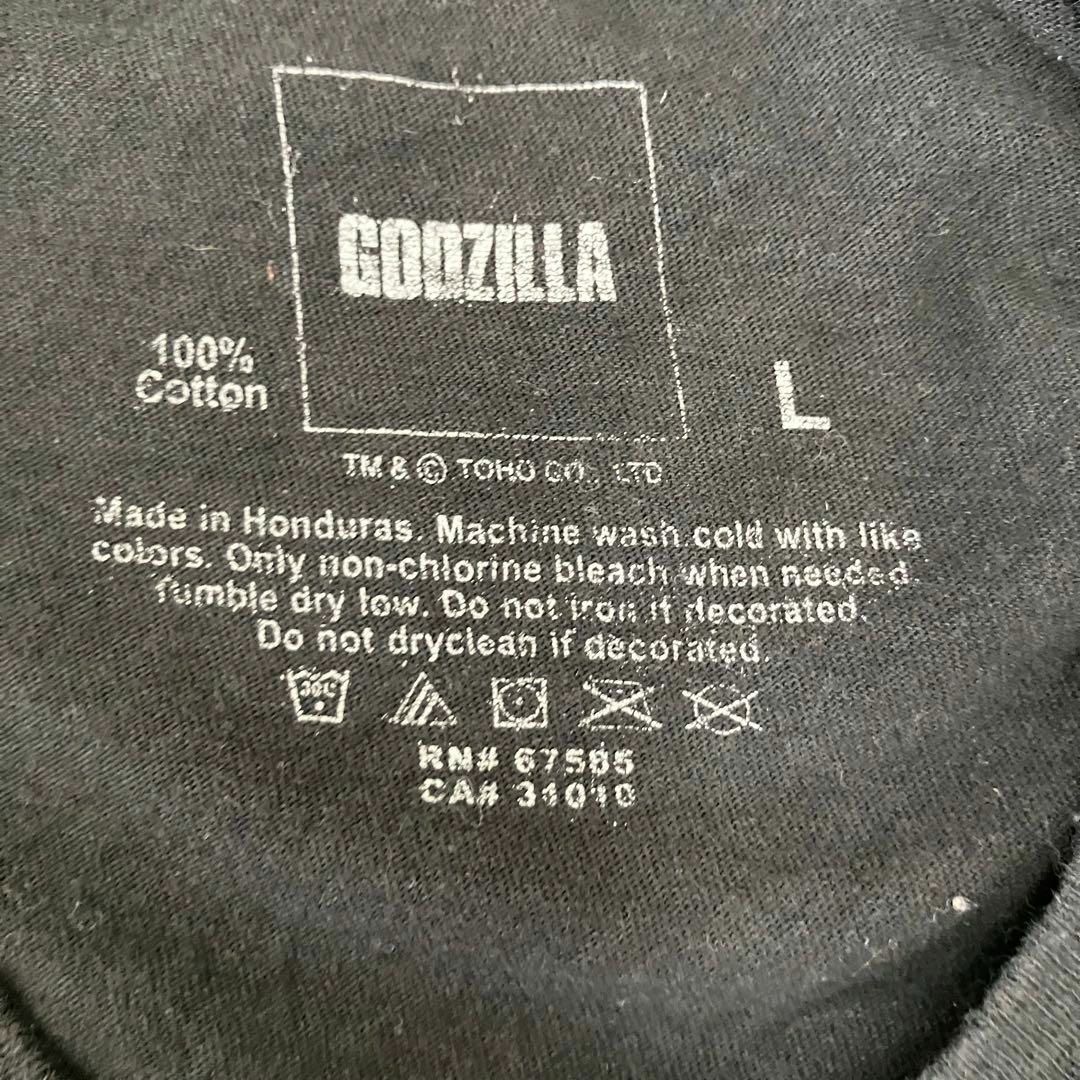 GODZILLA
100%
Cotton
L
TM & © TOHO CO., LTD
Made in Honduras. Machine wash cold with like
colors. Only non-chlorine bleach when needed.
Tumble dry low. Do not iron if decorated.
Do not dryclean if decorated.
30C
RN# 67585
CA# 31010